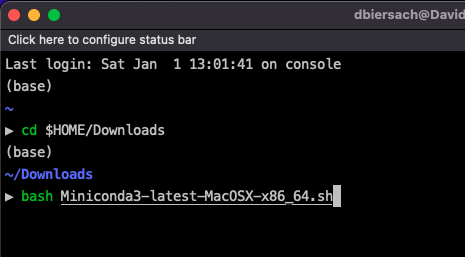 dbiersach@David
Click here to configure status bar
Last login: Sat Jan  1 13:01:41 on console
(base)
~
▶ cd $HOME/Downloads
(base)
~/Downloads
▶ bash Miniconda3-latest-MacOSX-x86_64.sh